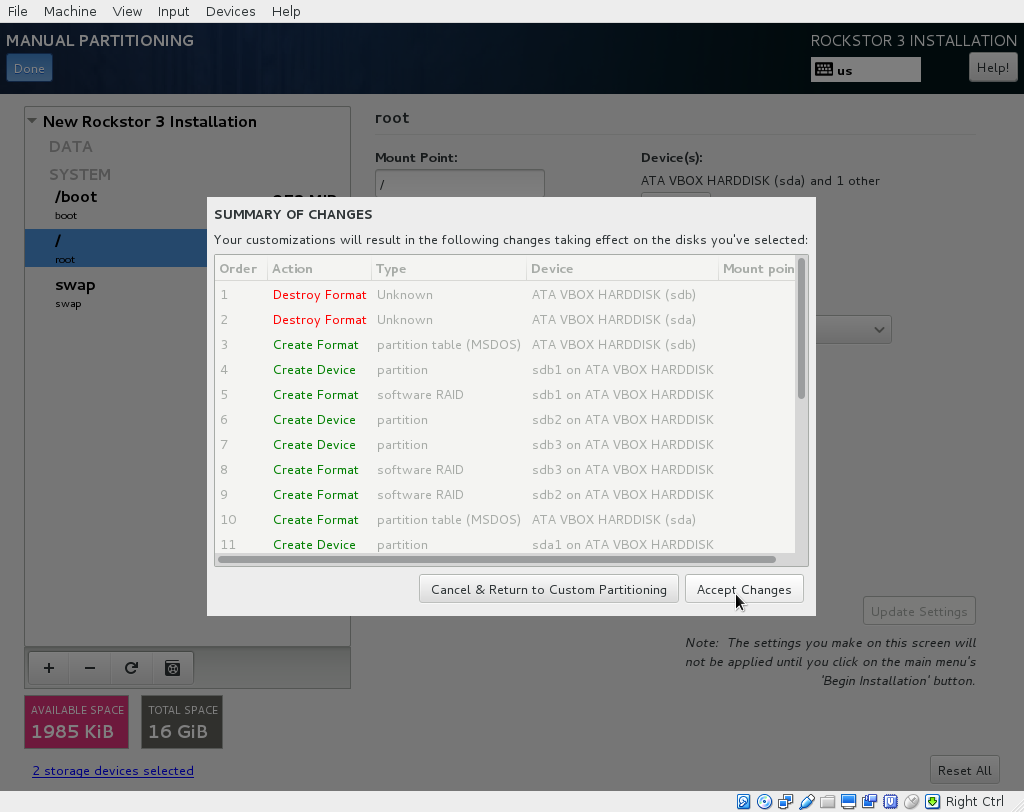 File Machine View Input Devices Help
MANUAL PARTITIONING
ROCKSTOR 3 INSTALLATION
Done
us
Help!
New Rockstor 3 Installation
DATA
SYSTEM
/boot
boot
/
root
swap
swap
root
Mount Point:
/
Device(s):
ATA VBOX HARDDISK (sda) and 1 other
SUMMARY OF CHANGES
Your customizations will result in the following changes taking effect on the disks you've selected:
Order Action Type Device Mount poin
1 Destroy Format Unknown ATA VBOX HARDDISK (sdb)
2 Destroy Format Unknown ATA VBOX HARDDISK (sda)
3 Create Format partition table (MSDOS) ATA VBOX HARDDISK (sdb)
4 Create Device partition sdb1 on ATA VBOX HARDDISK
5 Create Format software RAID sdb1 on ATA VBOX HARDDISK
6 Create Device partition sdb2 on ATA VBOX HARDDISK
7 Create Device partition sdb3 on ATA VBOX HARDDISK
8 Create Format software RAID sdb3 on ATA VBOX HARDDISK
9 Create Format software RAID sdb2 on ATA VBOX HARDDISK
10 Create Format partition table (MSDOS) ATA VBOX HARDDISK (sda)
11 Create Device partition sda1 on ATA VBOX HARDDISK
Cancel & Return to Custom Partitioning
Accept Changes
Update Settings
Note: The settings you make on this screen will
not be applied until you click on the main menu's
'Begin Installation' button.
+ −
AVAILABLE SPACE
1985 KiB
TOTAL SPACE
16 GiB
2 storage devices selected
Reset All
Right Ctrl